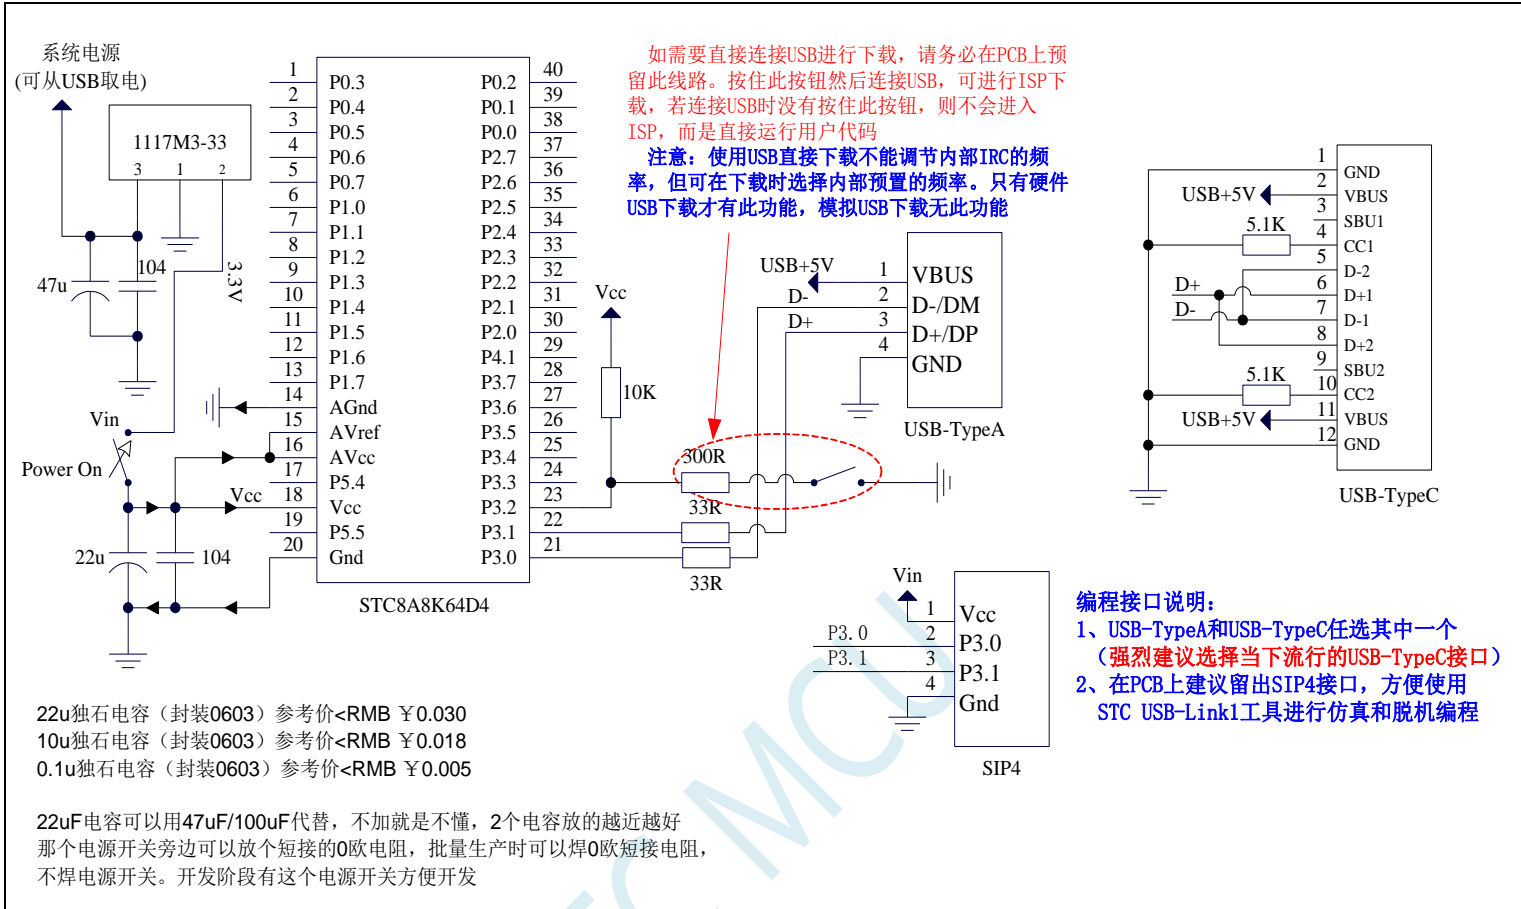 系统电源
(可从USB取电)
1117M3-33
3 1 2
47u
104
3.3V
Vin
Power On
Vcc
22u
104
1 P0.3
2 P0.4
3 P0.5
4 P0.6
5 P0.7
6 P1.0
7 P1.1
8 P1.2
9 P1.3
10 P1.4
11 P1.5
12 P1.6
13 P1.7
14 AGnd
15 AVref
16 AVcc
17 P5.4
18 Vcc
19 P5.5
20 Gnd
P0.2 40
P0.1 39
P0.0 38
P2.7 37
P2.6 36
P2.5 35
P2.4 34
P2.3 33
P2.2 32
P2.1 31
P2.0 30
P4.1 29
P3.7 28
P3.6 27
P3.5 26
P3.4 25
P3.3 24
P3.2 23
P3.1 22
P3.0 21
STC8A8K64D4
如需要直接连接USB进行下载，请务必在PCB上预
留此线路。按住此按钮然后连接USB，可进行ISP下
载，若连接USB时没有按住此按钮，则不会进入
ISP，而是直接运行用户代码
注意：使用USB直接下载不能调节内部IRC的频
率，但可在下载时选择内部预置的频率。只有硬件
USB下载才有此功能，模拟USB下载无此功能
Vcc
10K
300R
33R
33R
USB+5V
D-
D+
1 VBUS
2 D-/DM
3 D+/DP
4 GND
USB-TypeA
USB+5V
5.1K
D+
D-
5.1K
USB+5V
1 GND
2 VBUS
3 SBU1
4 CC1
5 D-2
6 D+1
7 D-1
8 D+2
9 SBU2
10 CC2
11 VBUS
12 GND
USB-TypeC
Vin
P3.0
P3.1
1 Vcc
2 P3.0
3 P3.1
4 Gnd
SIP4
编程接口说明：
1、USB-TypeA和USB-TypeC任选其中一个
（强烈建议选择当下流行的USB-TypeC接口）
2、在PCB上建议留出SIP4接口，方便使用
STC USB-Link1工具进行仿真和脱机编程
22u独石电容（封装0603）参考价<RMB ￥0.030
10u独石电容（封装0603）参考价<RMB ￥0.018
0.1u独石电容（封装0603）参考价<RMB ￥0.005
22uF电容可以用47uF/100uF代替，不加就是不懂，2个电容放的越近越好
那个电源开关旁边可以放个短接的0欧电阻，批量生产时可以焊0欧短接电阻，
不焊电源开关。开发阶段有这个电源开关方便开发
TC MCU